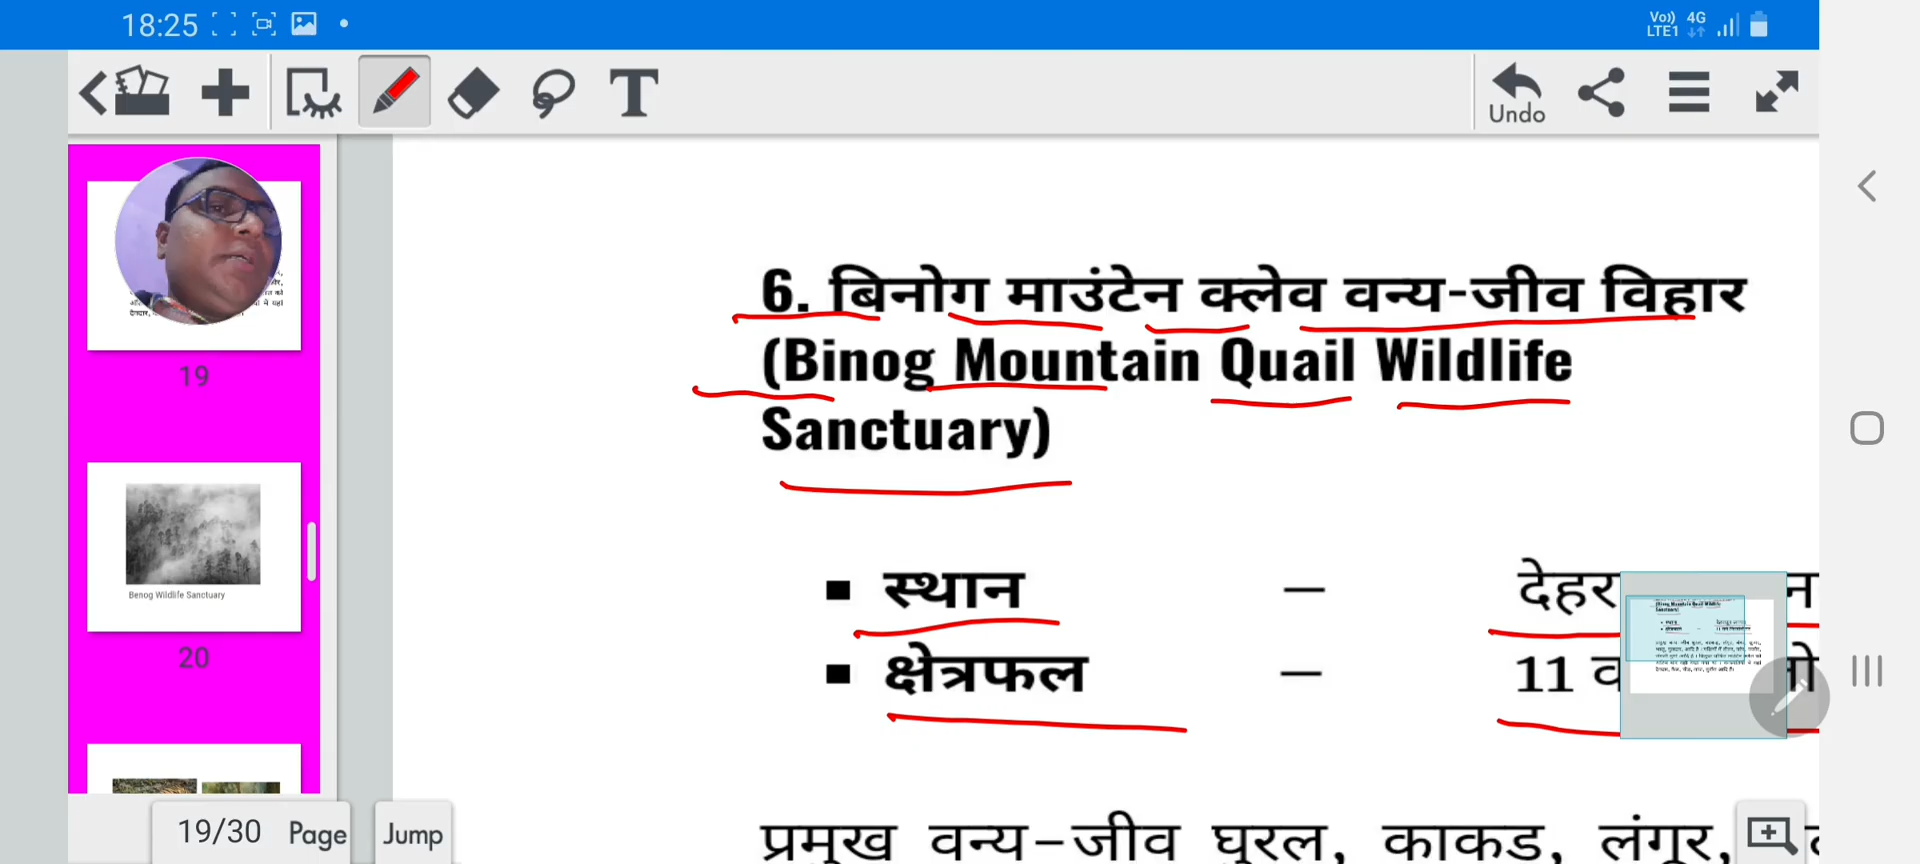 18:25
Vo)) 4G
LTE1
Undo
19
Benog Wildlife Sanctuary
20
19/30 Page
Jump
6. बिनोग माउंटेन क्लेव वन्य-जीव विहार
(Binog Mountain Quail Wildlife
Sanctuary)
▪ स्थान –
▪ क्षेत्रफल – 11
प्रमुख वन्य–जीव घुरल, काकड, लंगूर,